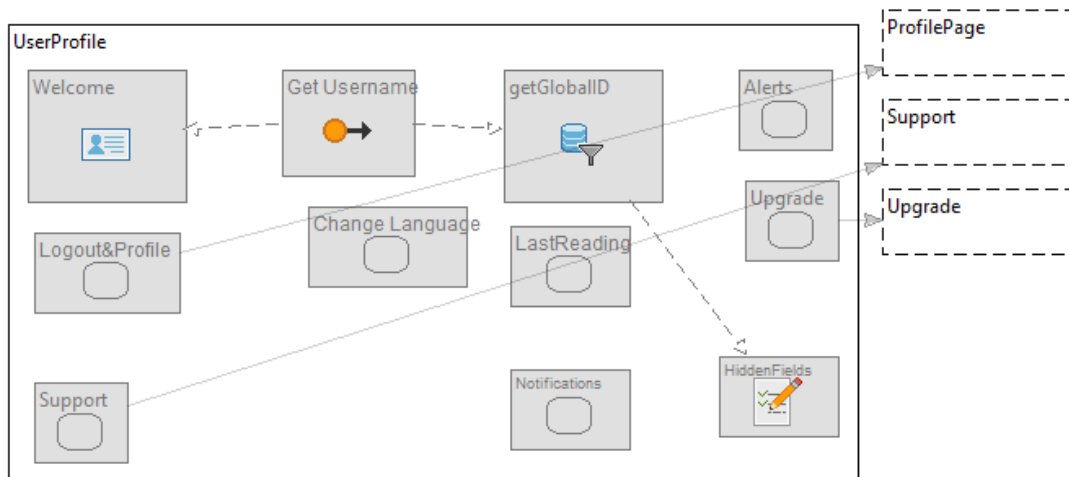 UserProfile
ProfilePage
Welcome
Get Username
getGlobalID
Alerts
Support
Upgrade
Upgrade
Change Language
Logout&Profile
LastReading
HiddenFields
Notifications
Support